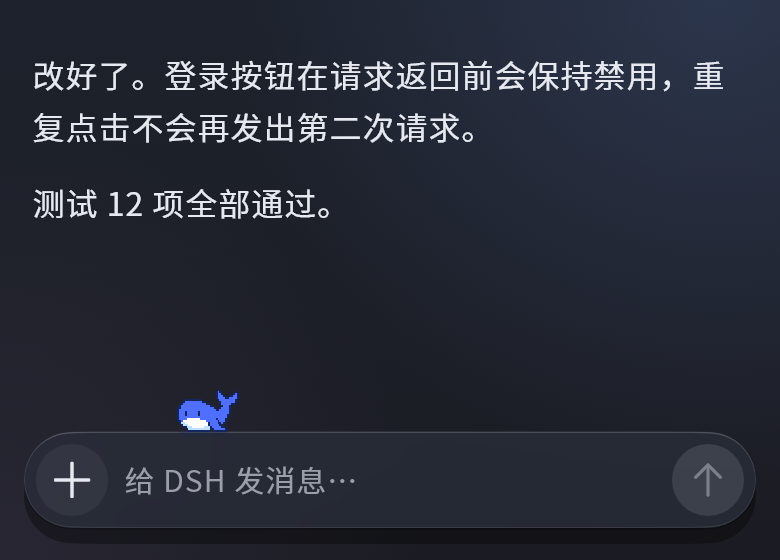 改好了。登录按钮在请求返回前会保持禁用，重
复点击不会再发出第二次请求。
测试 12 项全部通过。
给 DSH 发消息…